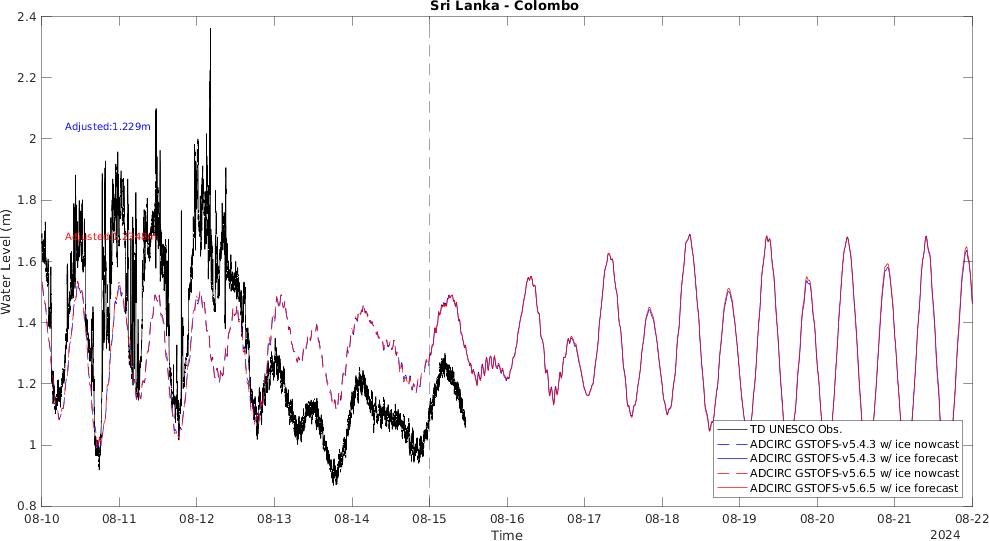 Sri Lanka - Colombo
2.4
2.2
2
1.8
1.6
1.4
1.2
1
0.8
Water Level (m)
Adjusted:1.229m
TD UNESCO Obs.
ADCIRC GSTOFS-v5.4.3 w/ ice nowcast
ADCIRC GSTOFS-v5.4.3 w/ ice forecast
ADCIRC GSTOFS-v5.6.5 w/ ice nowcast
ADCIRC GSTOFS-v5.6.5 w/ ice forecast
08-10 08-11 08-12 08-13 08-14 08-15 08-16 08-17 08-18 08-19 08-20 08-21 08-22
Time
2024